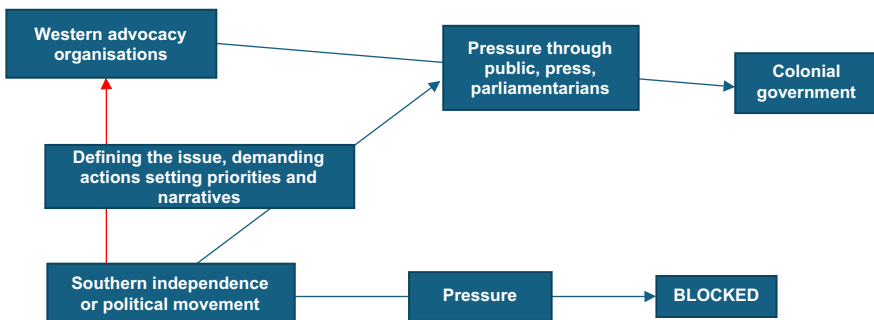 Western advocacy
organisations
Pressure through
public, press,
parliamentarians
Colonial
government
Defining the issue, demanding
actions setting priorities and
narratives
Southern independence
or political movement
Pressure
BLOCKED